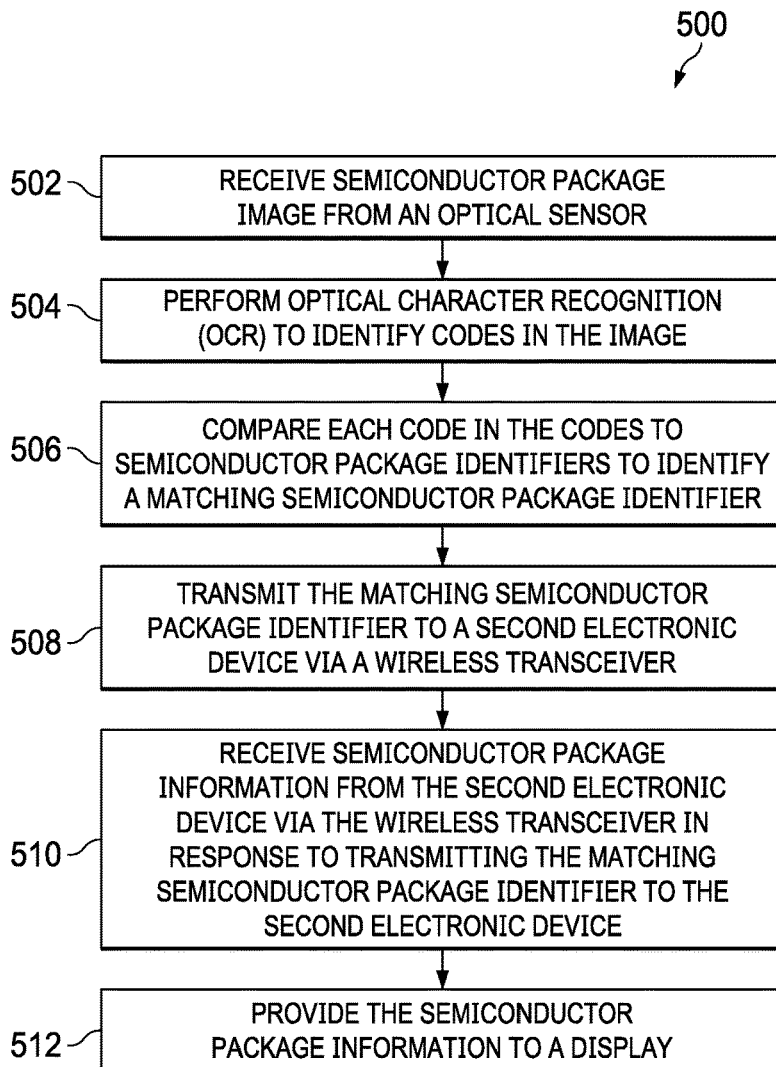 500
502
RECEIVE SEMICONDUCTOR PACKAGE
IMAGE FROM AN OPTICAL SENSOR
504
PERFORM OPTICAL CHARACTER RECOGNITION
(OCR) TO IDENTIFY CODES IN THE IMAGE
506
COMPARE EACH CODE IN THE CODES TO
SEMICONDUCTOR PACKAGE IDENTIFIERS TO IDENTIFY
A MATCHING SEMICONDUCTOR PACKAGE IDENTIFIER
508
TRANSMIT THE MATCHING SEMICONDUCTOR
PACKAGE IDENTIFIER TO A SECOND ELECTRONIC
DEVICE VIA A WIRELESS TRANSCEIVER
510
RECEIVE SEMICONDUCTOR PACKAGE
INFORMATION FROM THE SECOND ELECTRONIC
DEVICE VIA THE WIRELESS TRANSCEIVER IN
RESPONSE TO TRANSMITTING THE MATCHING
SEMICONDUCTOR PACKAGE IDENTIFIER TO THE
SECOND ELECTRONIC DEVICE
512
PROVIDE THE SEMICONDUCTOR
PACKAGE INFORMATION TO A DISPLAY